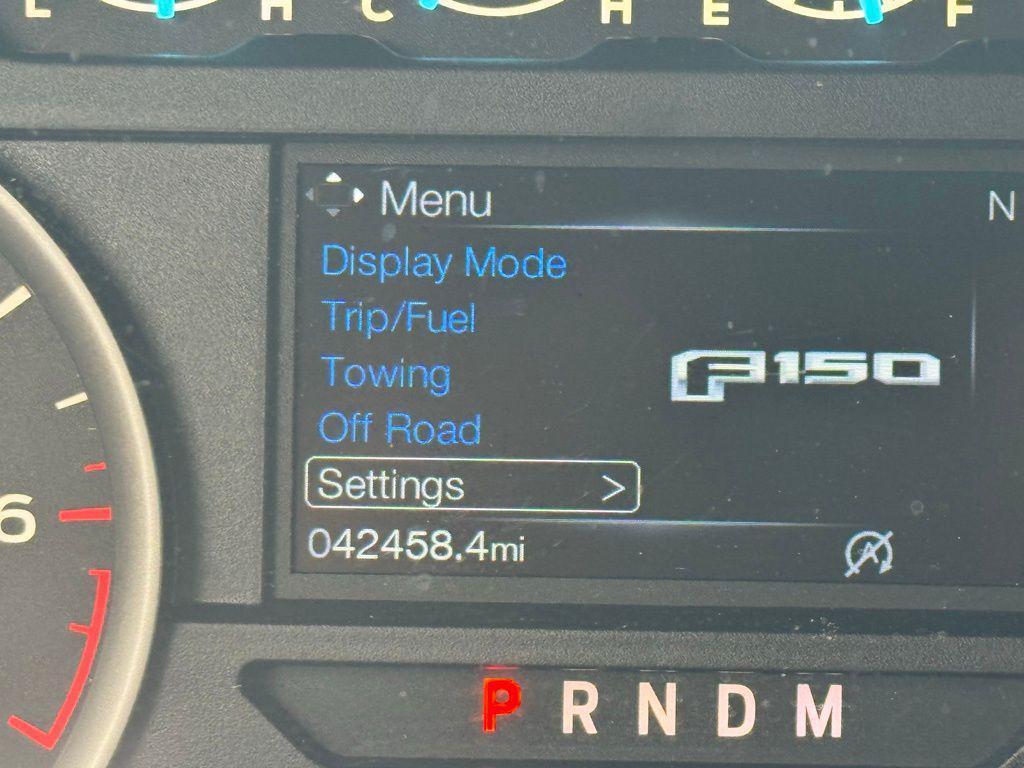 L H C H E F
Menu
N
Display Mode
Trip/Fuel
Towing
F150
Off Road
Settings >
6
042458.4mi
A
P R N D M